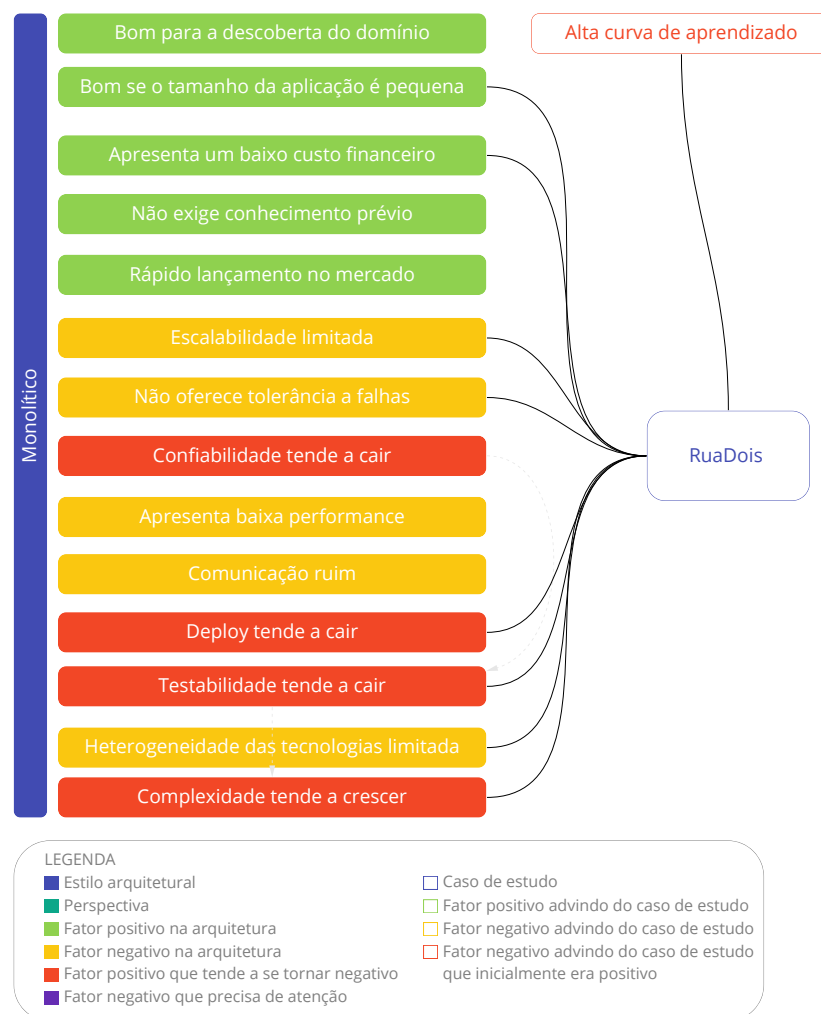 Bom para a descoberta do domínio
Alta curva de aprendizado
Bom se o tamanho da aplicação é pequena
Apresenta um baixo custo financeiro
Não exige conhecimento prévio
Rápido lançamento no mercado
Escalabilidade limitada
Não oferece tolerância a falhas
Monolítico
Confiabilidade tende a cair
RuaDois
Apresenta baixa performance
Comunicação ruim
Deploy tende a cair
Testabilidade tende a cair
Heterogeneidade das tecnologias limitada
Complexidade tende a crescer
LEGENDA
Estilo arquitetural
Perspectiva
Fator positivo na arquitetura
Fator negativo na arquitetura
Fator positivo que tende a se tornar negativo
Fator negativo que precisa de atenção
Caso de estudo
Fator positivo advindo do caso de estudo
Fator negativo advindo do caso de estudo
Fator negativo advindo do caso de estudo
que inicialmente era positivo